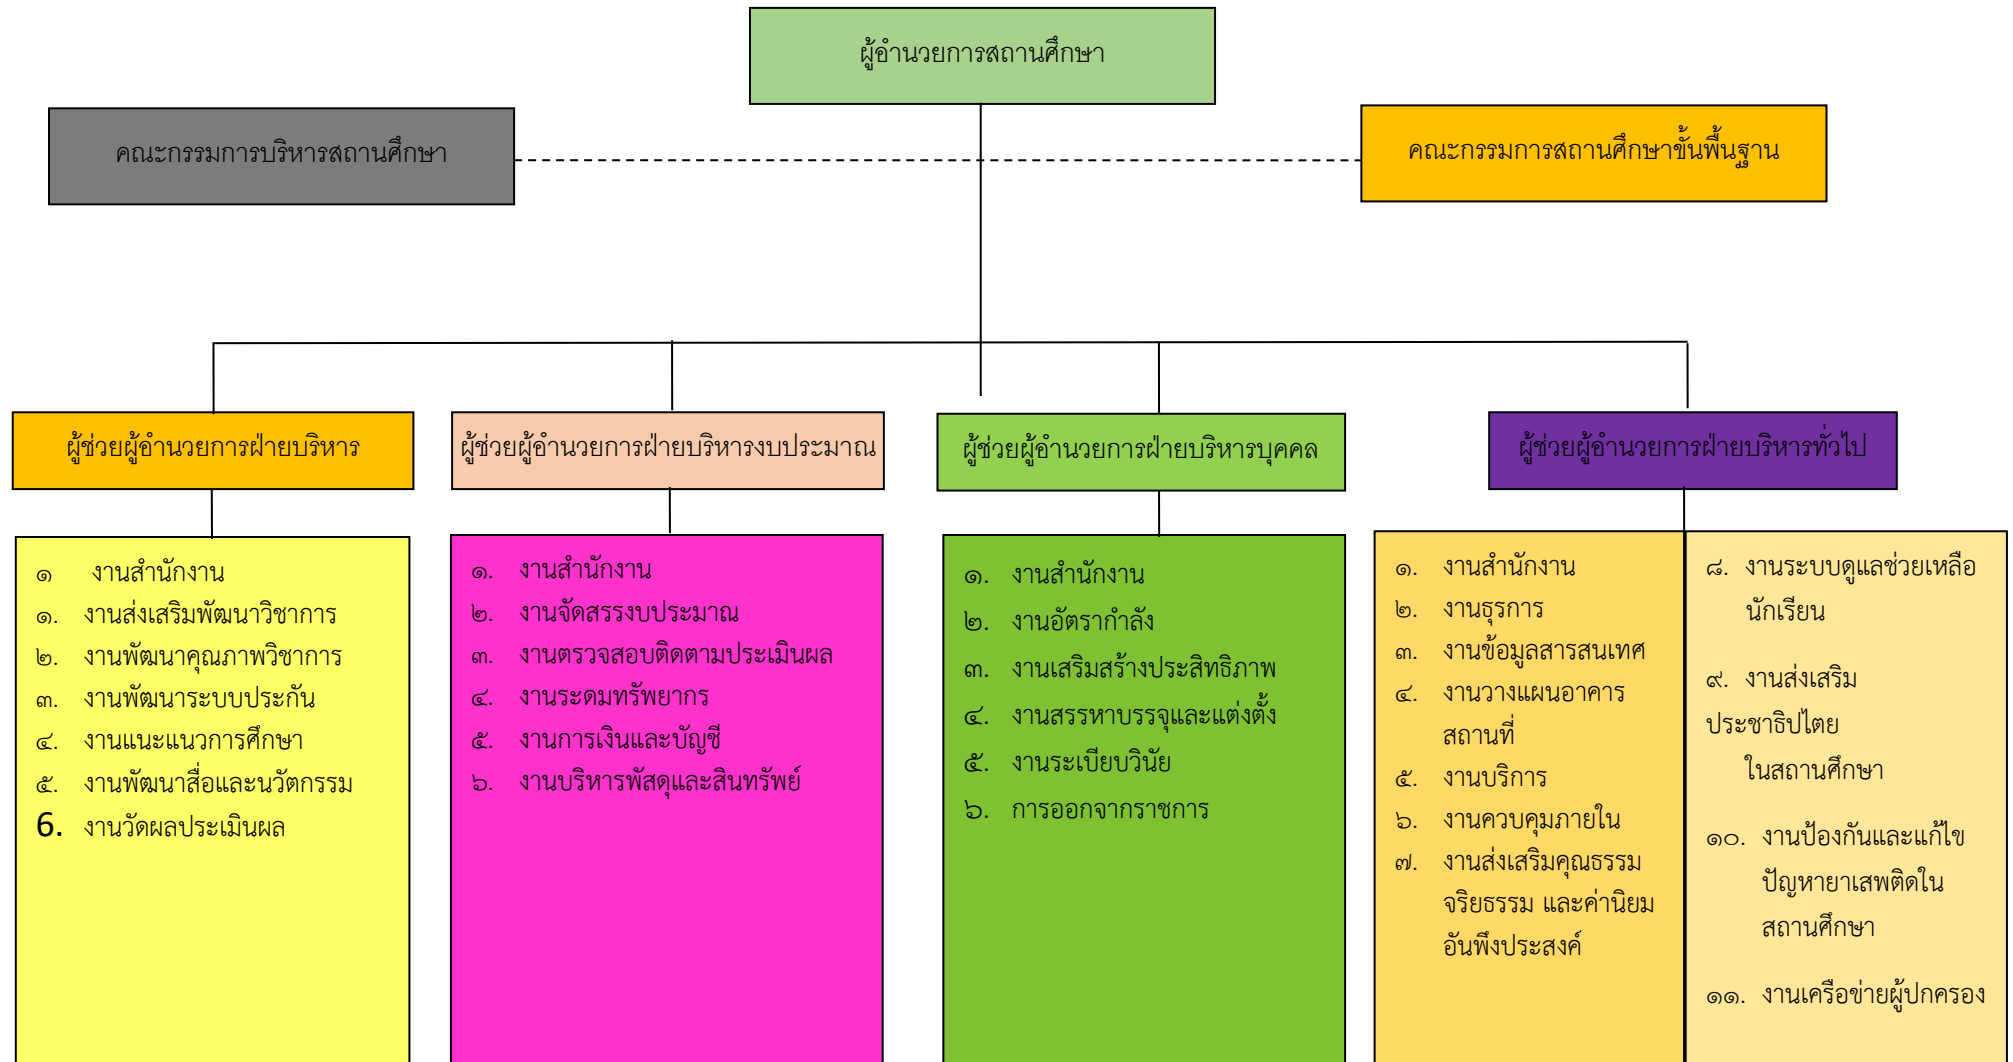 ผู้อำนวยการสถานศึกษา
คณะกรรมการบริหารสถานศึกษา
คณะกรรมการสถานศึกษาขั้นพื้นฐาน
ผู้ช่วยผู้อำนวยการฝ่ายบริหาร
๑ งานสำนักงาน
๑. งานส่งเสริมพัฒนาวิชาการ
๒. งานพัฒนาคุณภาพวิชาการ
๓. งานพัฒนาระบบประกัน
๔. งานแนะแนวการศึกษา
๕. งานพัฒนาสื่อและนวัตกรรม
6. งานวัดผลประเมินผล
ผู้ช่วยผู้อำนวยการฝ่ายบริหารงบประมาณ
๑. งานสำนักงาน
๒. งานจัดสรรงบประมาณ
๓. งานตรวจสอบติดตามประเมินผล
๔. งานระดมทรัพยากร
๕. งานการเงินและบัญชี
๖. งานบริหารพัสดุและสินทรัพย์
ผู้ช่วยผู้อำนวยการฝ่ายบริหารบุคคล
๑. งานสำนักงาน
๒. งานอัตรากำลัง
๓. งานเสริมสร้างประสิทธิภาพ
๔. งานสรรหาบรรจุและแต่งตั้ง
๕. งานระเบียบวินัย
๖. การออกจากราชการ
ผู้ช่วยผู้อำนวยการฝ่ายบริหารทั่วไป
๑. งานสำนักงาน
๒. งานธุรการ
๓. งานข้อมูลสารสนเทศ
๔. งานวางแผนอาคาร
สถานที่
๕. งานบริการ
๖. งานควบคุมภายใน
๗. งานส่งเสริมคุณธรรม
จริยธรรม และค่านิยม
อันพึงประสงค์
๘. งานระบบดูแลช่วยเหลือ
นักเรียน
๙. งานส่งเสริม
ประชาธิปไตย
ในสถานศึกษา
๑๐. งานป้องกันและแก้ไข
ปัญหายาเสพติดใน
สถานศึกษา
๑๑. งานเครือข่ายผู้ปกครอง